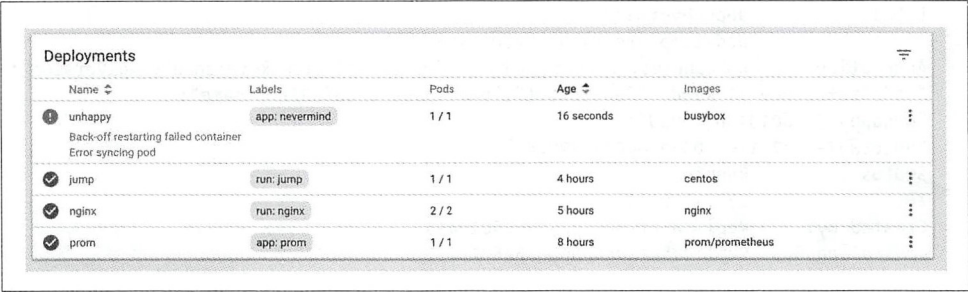 Deployments
Name Labels Pods Age Images
unhappy app: nevermind 1 / 1 16 seconds busybox
Back-off restarting failed container
Error syncing pod
jump run: jump 1 / 1 4 hours centos
nginx run: nginx 2 / 2 5 hours nginx
prom app: prom 1 / 1 8 hours prom/prometheus